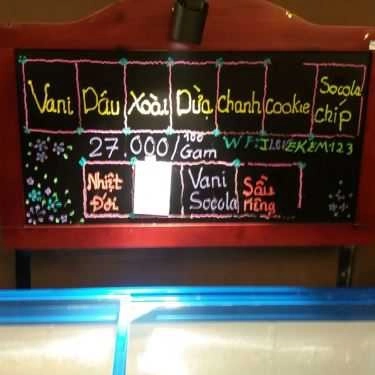 Vani Dâu Xoài Dừa chanh cookie Socola chíp
27 000/100 Gam WF: ILOVEKEM123
Nhiệt Đới Vani Socola Sầu Riêng